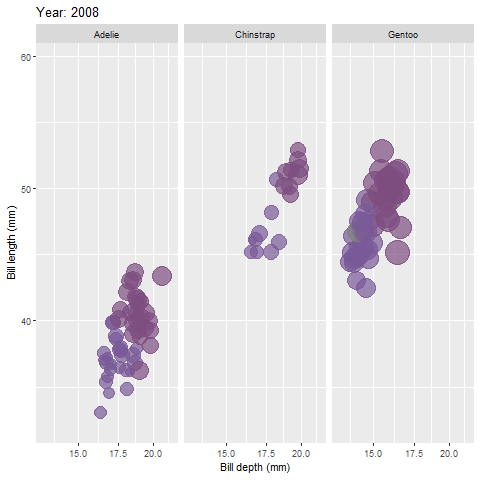 Year: 2008
Adelie Chinstrap Gentoo
60
50
40
15.0 17.5 20.0 15.0 17.5 20.0 15.0 17.5 20.0
Bill depth (mm)
Bill length (mm)